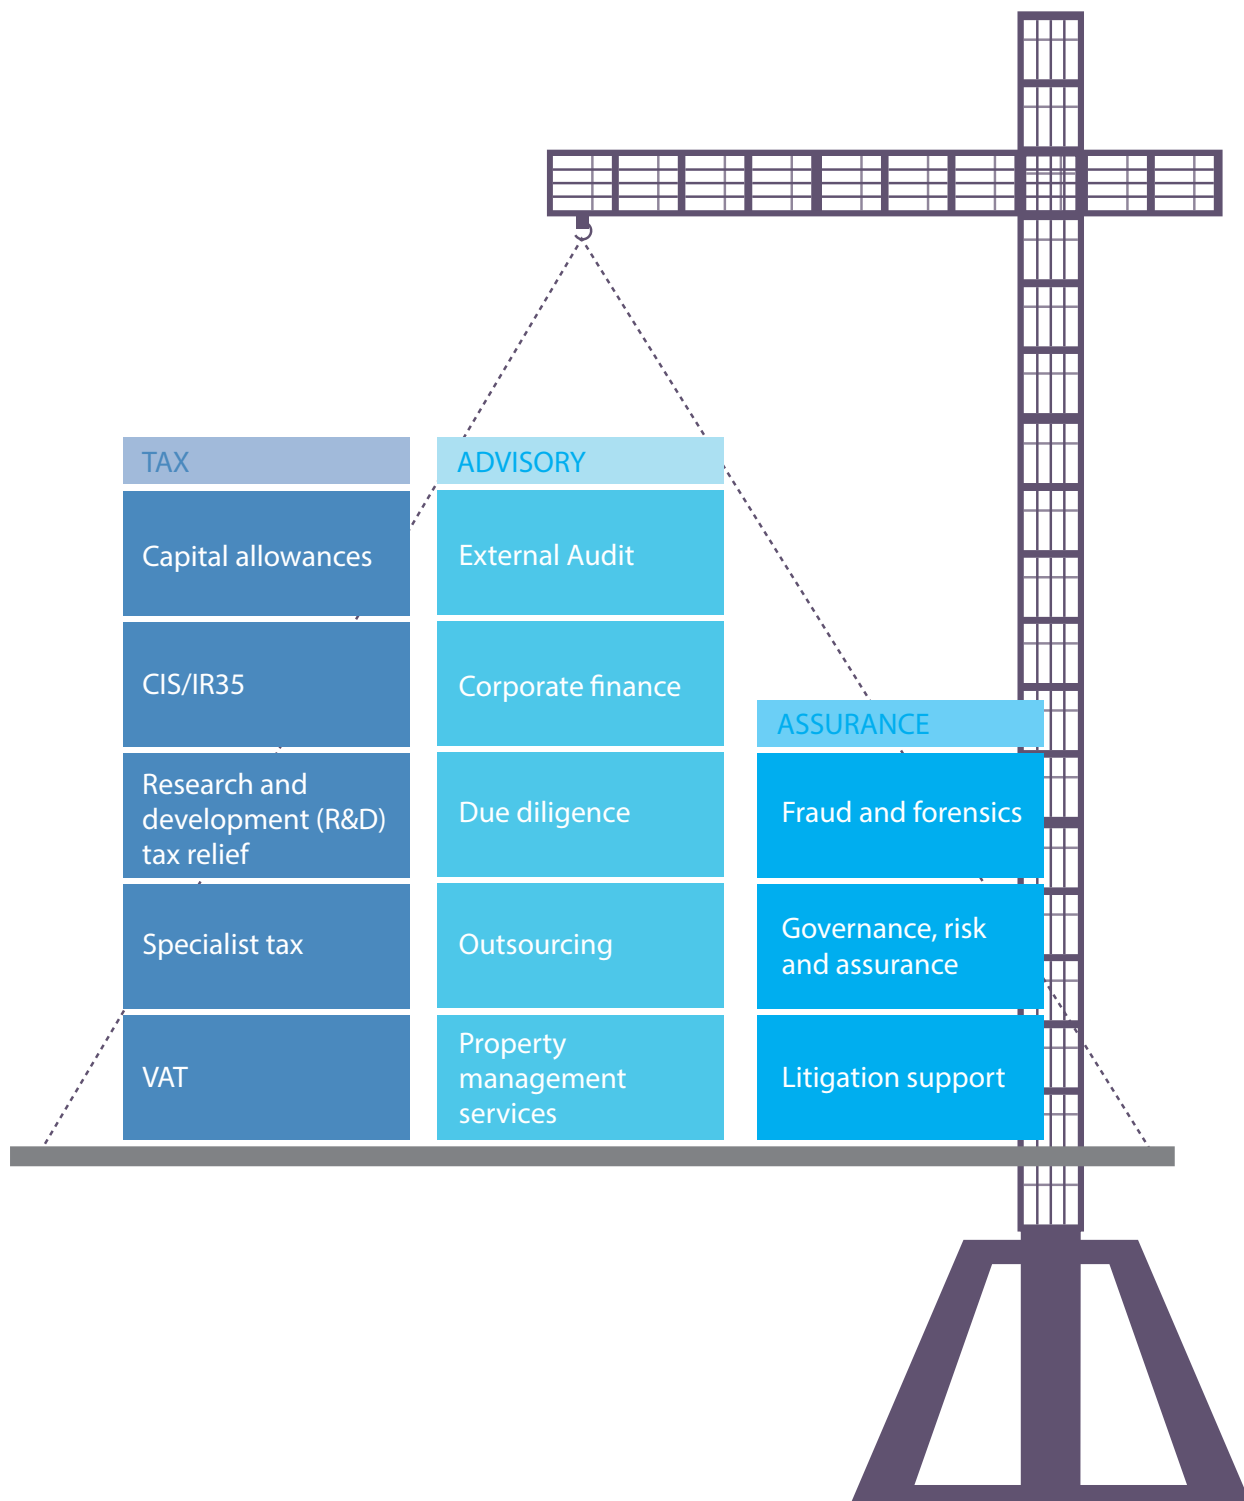 TAX
Capital allowances
CIS/IR35
Research and
development (R&D)
tax relief
Specialist tax
VAT
ADVISORY
External Audit
Corporate finance
Due diligence
Outsourcing
Property
management
services
ASSURANCE
Fraud and forensics
Governance, risk
and assurance
Litigation support